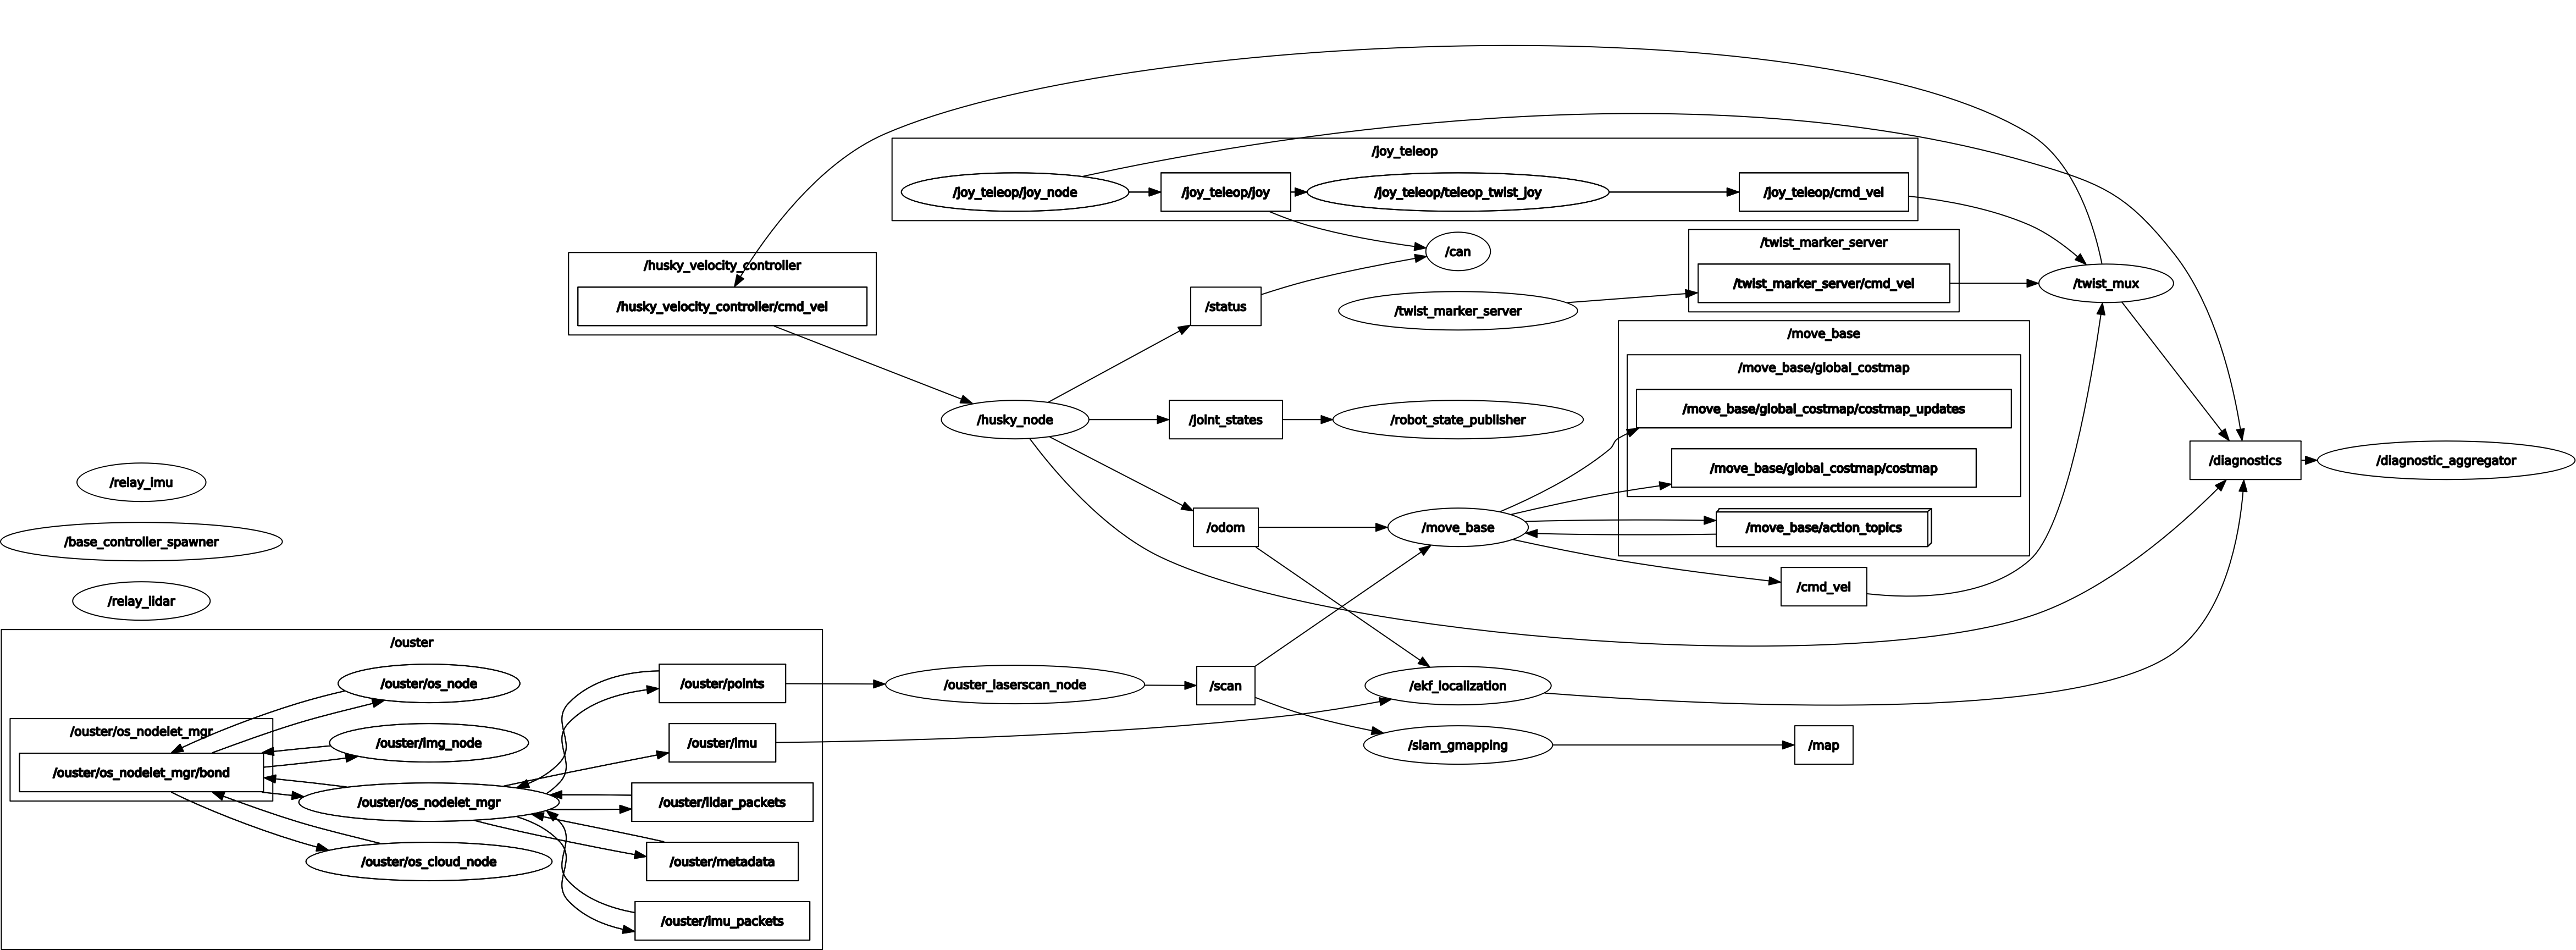 /joy_teleop
/joy_teleop/joy_node
/joy_teleop/joy
/joy_teleop/teleop_twist_joy
/joy_teleop/cmd_vel
/can
/twist_marker_server
/twist_marker_server/cmd_vel
/twist_mux
/husky_velocity_controller
/husky_velocity_controller/cmd_vel
/status
/twist_marker_server
/move_base
/move_base/global_costmap
/move_base/global_costmap/costmap_updates
/move_base/global_costmap/costmap
/move_base/action_topics
/husky_node
/joint_states
/robot_state_publisher
/diagnostics
/diagnostic_aggregator
/relay_imu
/odom
/move_base
/base_controller_spawner
/cmd_vel
/relay_lidar
/ouster
/ouster/os_node
/ouster/points
/ouster_laserscan_node
/scan
/ekf_localization
/ouster/os_nodelet_mgr
/ouster/img_node
/ouster/imu
/slam_gmapping
/map
/ouster/os_nodelet_mgr/bond
/ouster/os_nodelet_mgr
/ouster/lidar_packets
/ouster/os_cloud_node
/ouster/metadata
/ouster/imu_packets